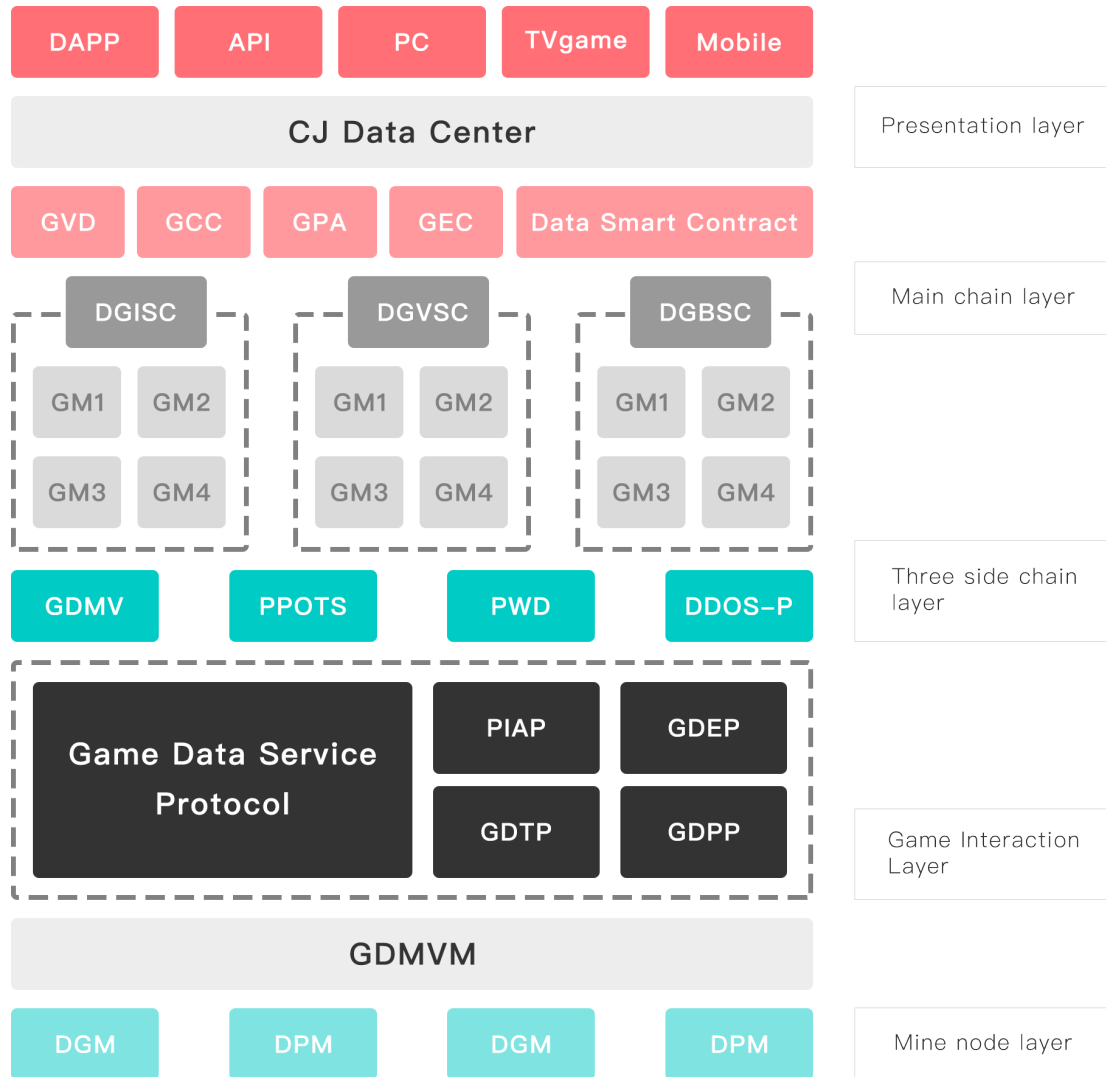 DAPP
API
PC
TVgame
Mobile
CJ Data Center
Presentation layer
GVD
GCC
GPA
GEC
Data Smart Contract
Main chain layer
DGISC
DGVSC
DGBSC
GM1
GM2
GM1
GM2
GM1
GM2
GM3
GM4
GM3
GM4
GM3
GM4
Three side chain
layer
GDMV
PPOTS
PWD
DDOS-P
Game Data Service
Protocol
PIAP
GDEP
GDTP
GDPP
Game Interaction
Layer
GDMVM
DGM
DPM
DGM
DPM
Mine node layer